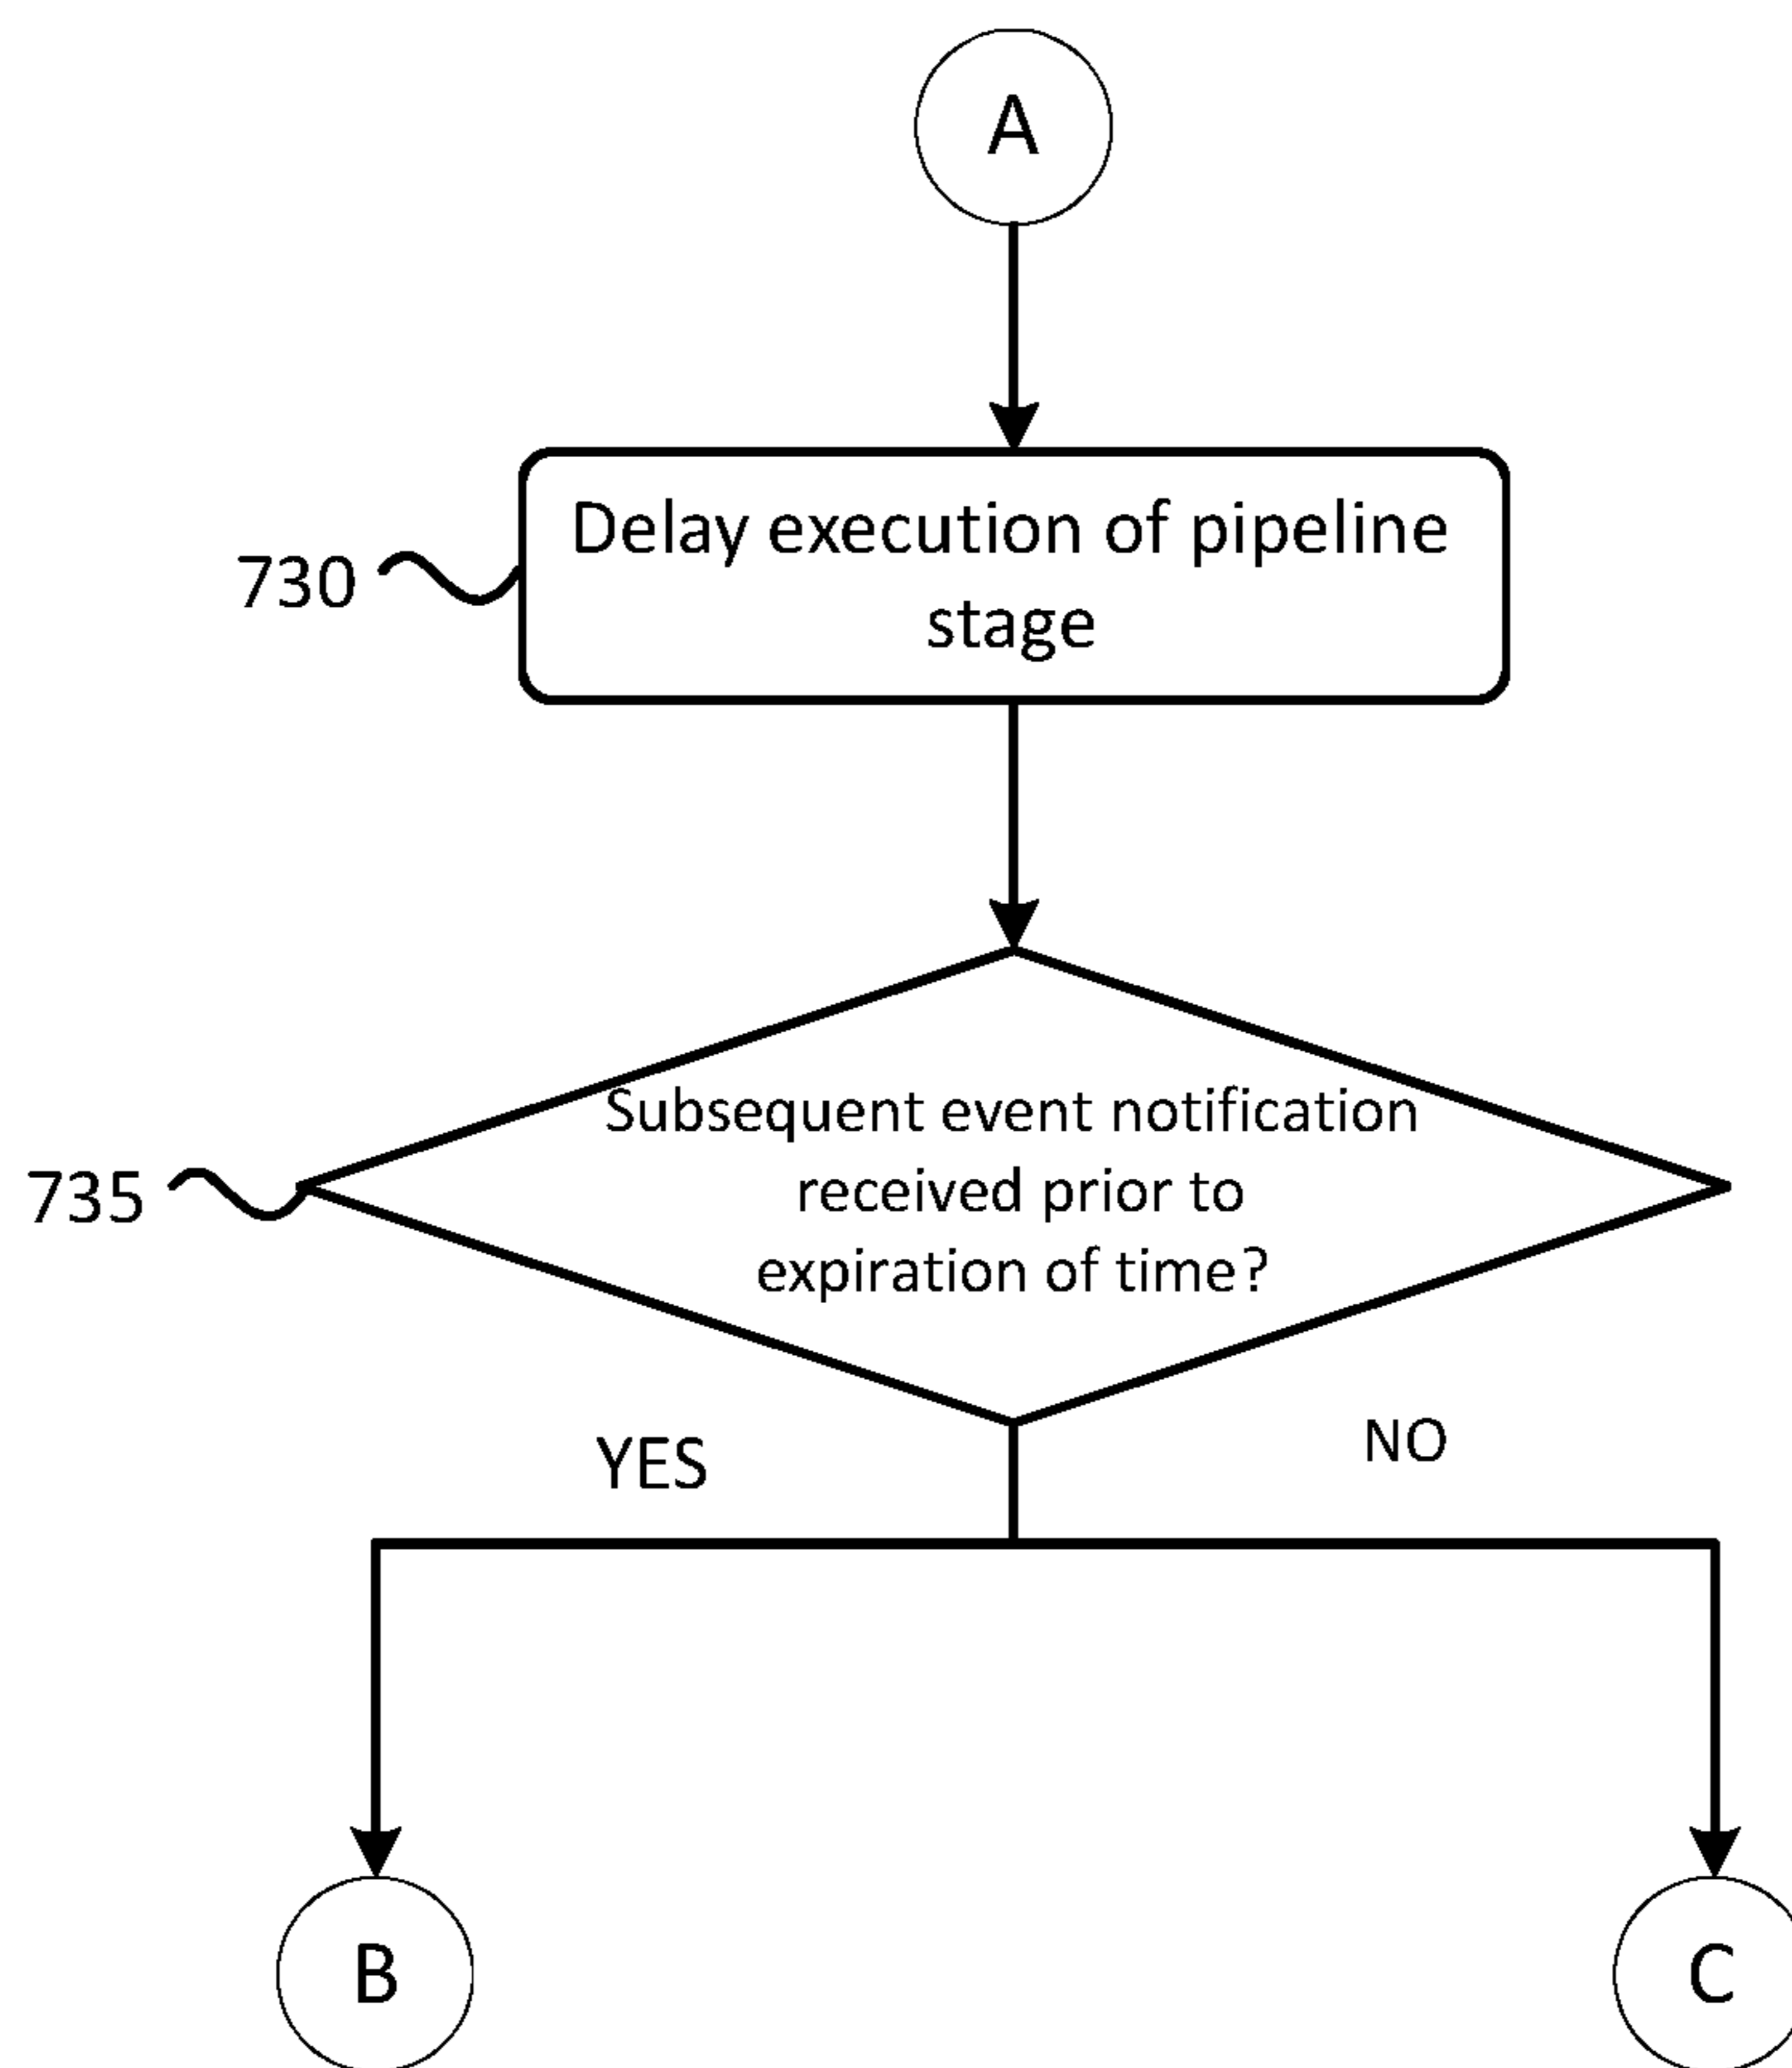 A
Delay execution of pipeline
stage
730
Subsequent event notification
received prior to
expiration of time?
735
YES
NO
B
C